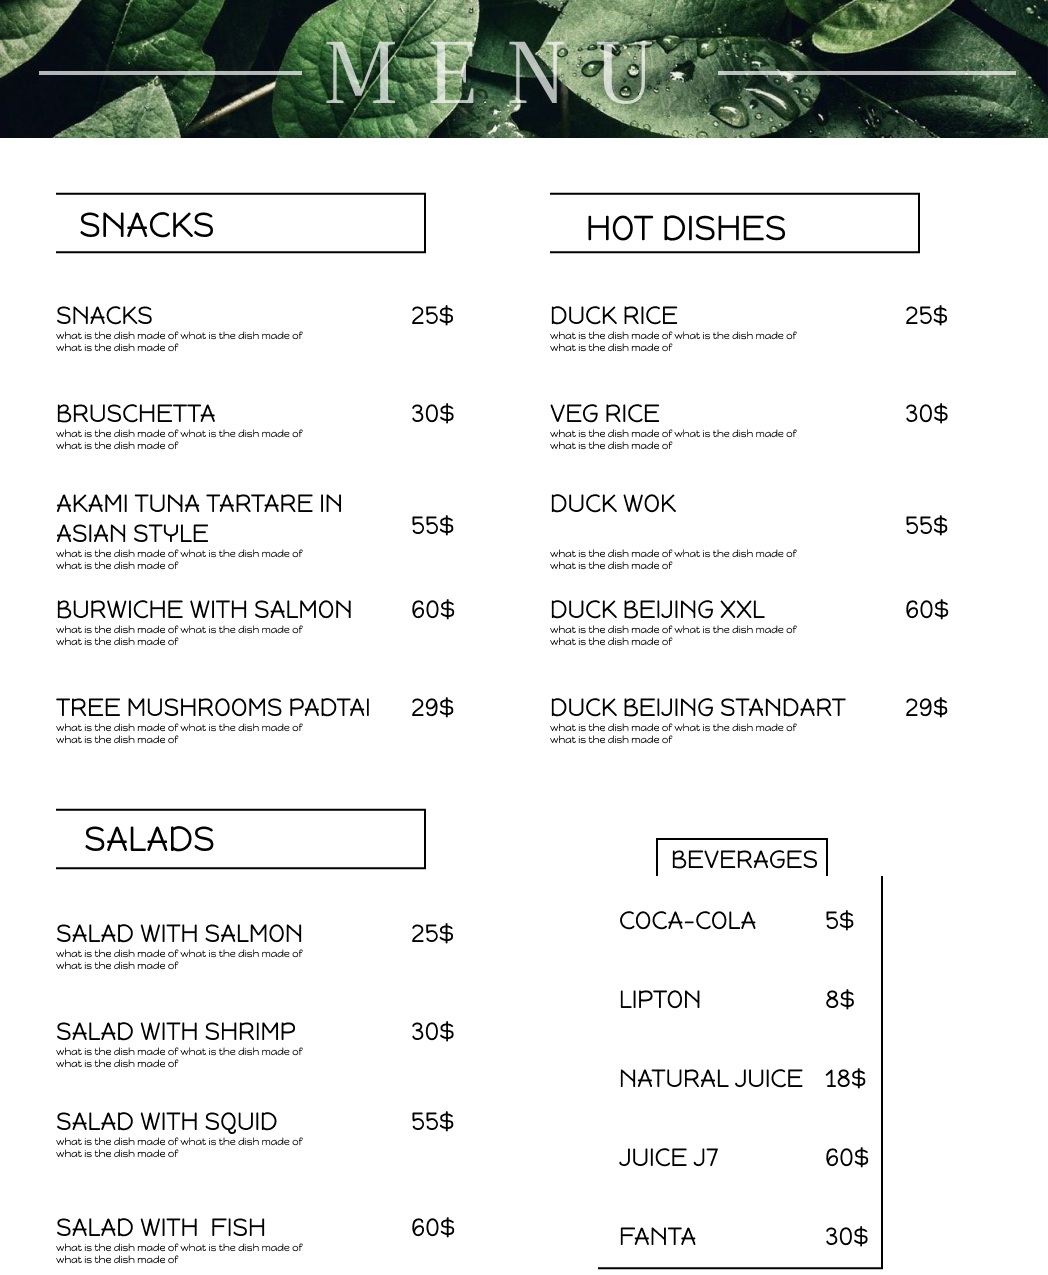 MENU
SNACKS
SNACKS 25$
what is the dish made of what is the dish made of
what is the dish made of
BRUSCHETTA 30$
what is the dish made of what is the dish made of
what is the dish made of
AKAMI TUNA TARTARE IN
ASIAN STYLE 55$
what is the dish made of what is the dish made of
what is the dish made of
BURWICHE WITH SALMON 60$
what is the dish made of what is the dish made of
what is the dish made of
TREE MUSHROOMS PADTAI 29$
what is the dish made of what is the dish made of
what is the dish made of
HOT DISHES
DUCK RICE 25$
what is the dish made of what is the dish made of
what is the dish made of
VEG RICE 30$
what is the dish made of what is the dish made of
what is the dish made of
DUCK WOK 55$
what is the dish made of what is the dish made of
what is the dish made of
DUCK BEIJING XXL 60$
what is the dish made of what is the dish made of
what is the dish made of
DUCK BEIJING STANDART 29$
what is the dish made of what is the dish made of
what is the dish made of
SALADS
SALAD WITH SALMON 25$
what is the dish made of what is the dish made of
what is the dish made of
SALAD WITH SHRIMP 30$
what is the dish made of what is the dish made of
what is the dish made of
SALAD WITH SQUID 55$
what is the dish made of what is the dish made of
what is the dish made of
SALAD WITH FISH 60$
what is the dish made of what is the dish made of
what is the dish made of
BEVERAGES
COCA-COLA 5$
LIPTON 8$
NATURAL JUICE 18$
JUICE J7 60$
FANTA 30$